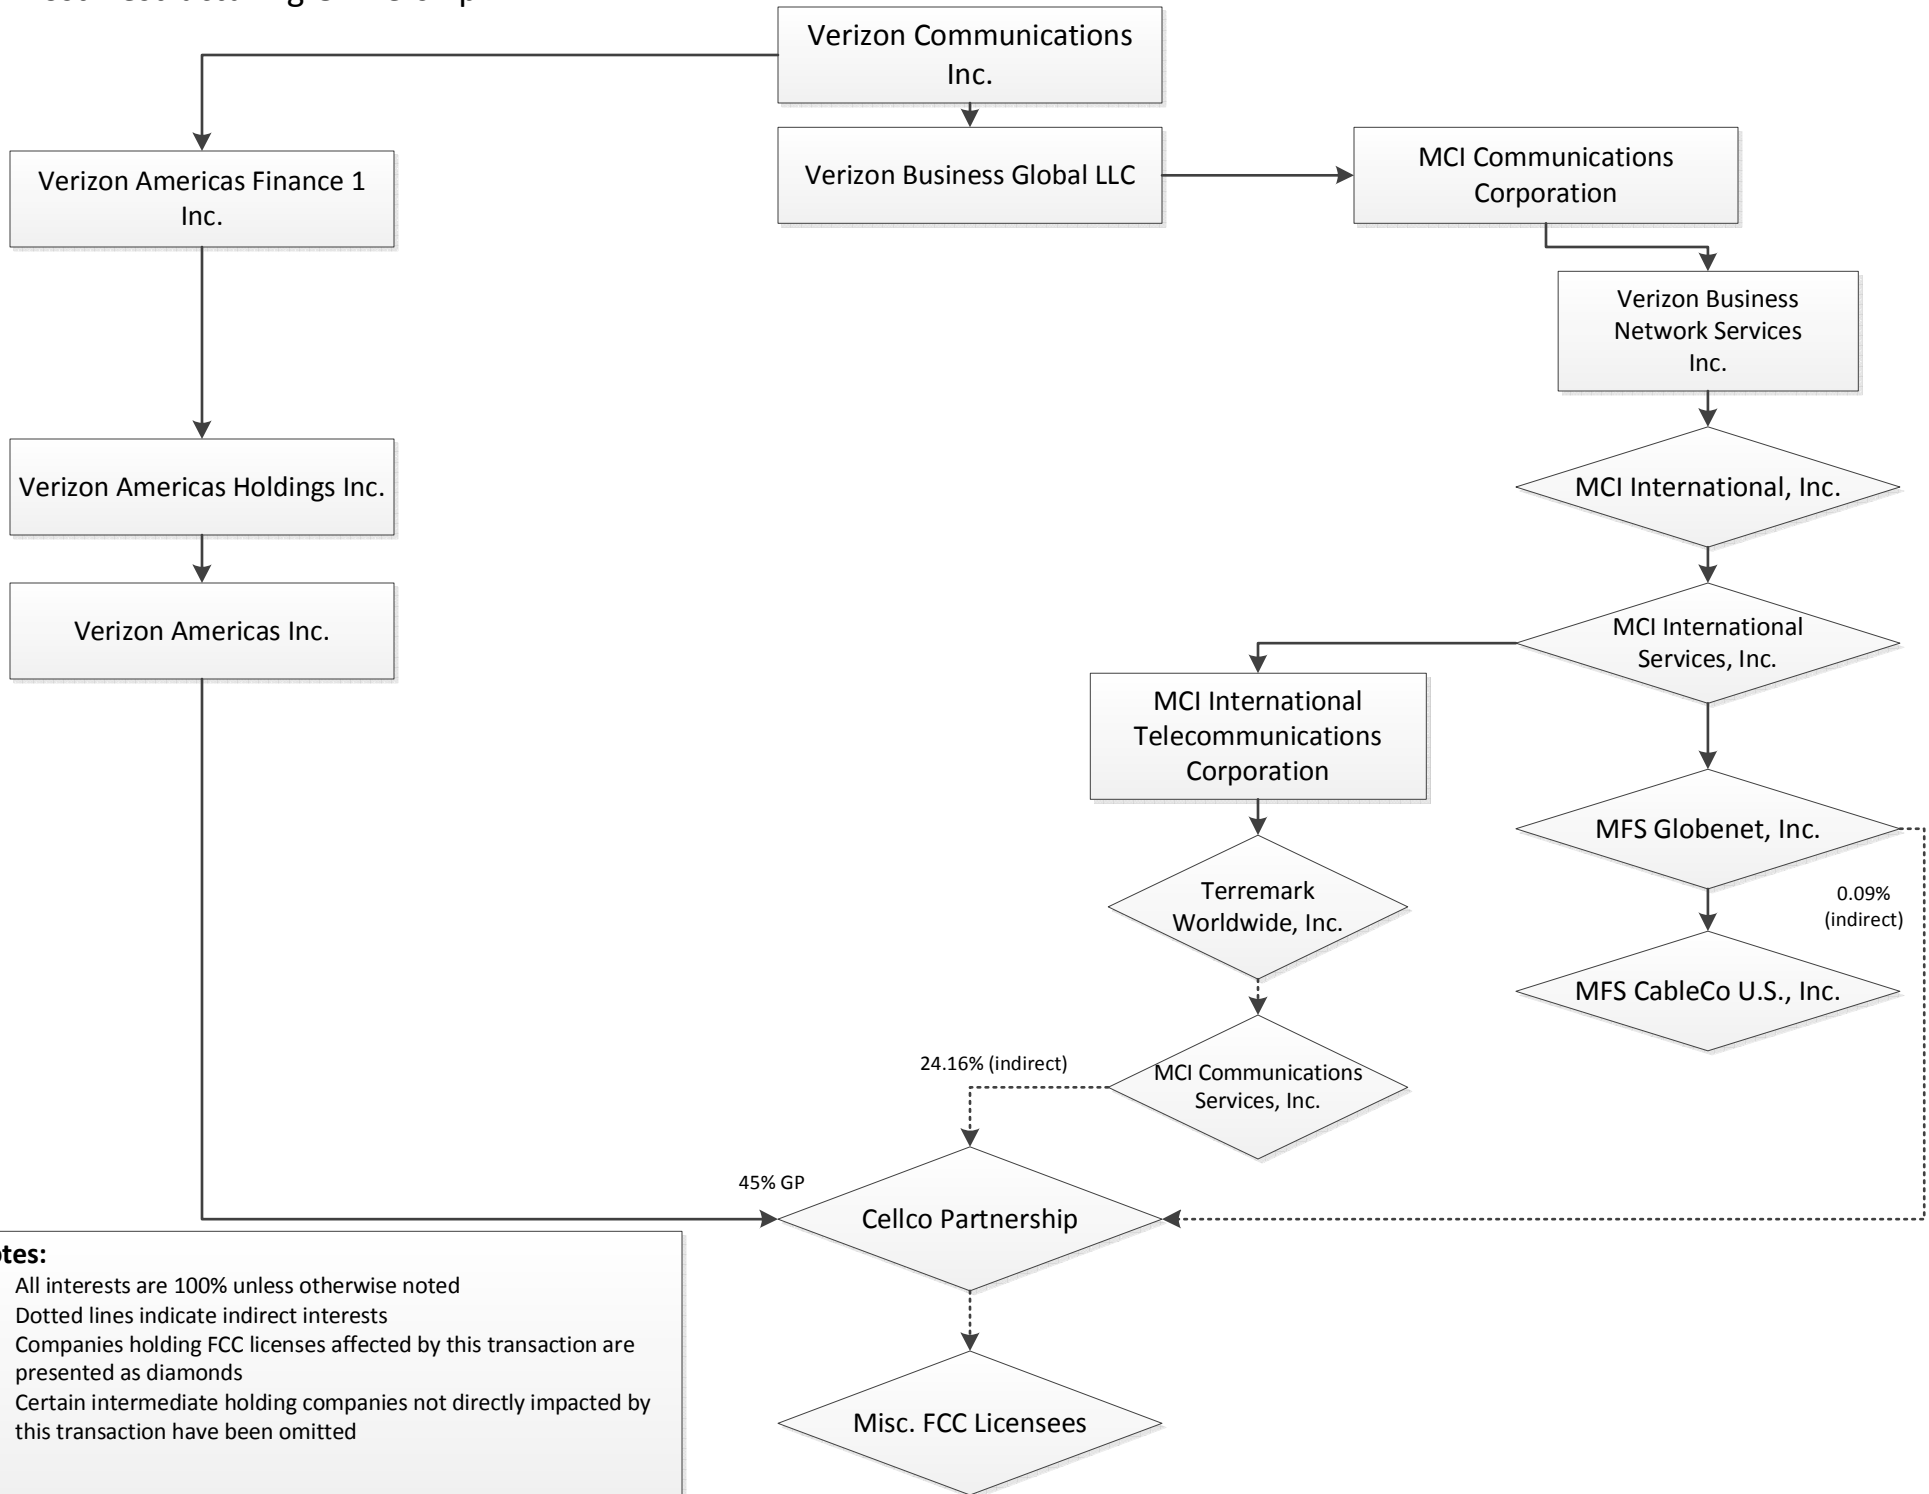 Verizon Communications
Inc.
Verizon Americas Finance 1
Inc.
Verizon Business Global LLC
MCI Communications
Corporation
Verizon Business
Network Services
Inc.
Verizon Americas Holdings Inc.
MCI International, Inc.
Verizon Americas Inc.
MCI International
Services, Inc.
MCI International
Telecommunications
Corporation
MFS Globenet, Inc.
Terremark
Worldwide, Inc.
0.09%
(indirect)
MFS CableCo U.S., Inc.
24.16% (indirect)
MCI Communications
Services, Inc.
45% GP
Cellco Partnership
All interests are 100% unless otherwise noted
Dotted lines indicate indirect interests
Companies holding FCC licenses affected by this transaction are
presented as diamonds
Certain intermediate holding companies not directly impacted by
this transaction have been omitted
Misc. FCC Licensees